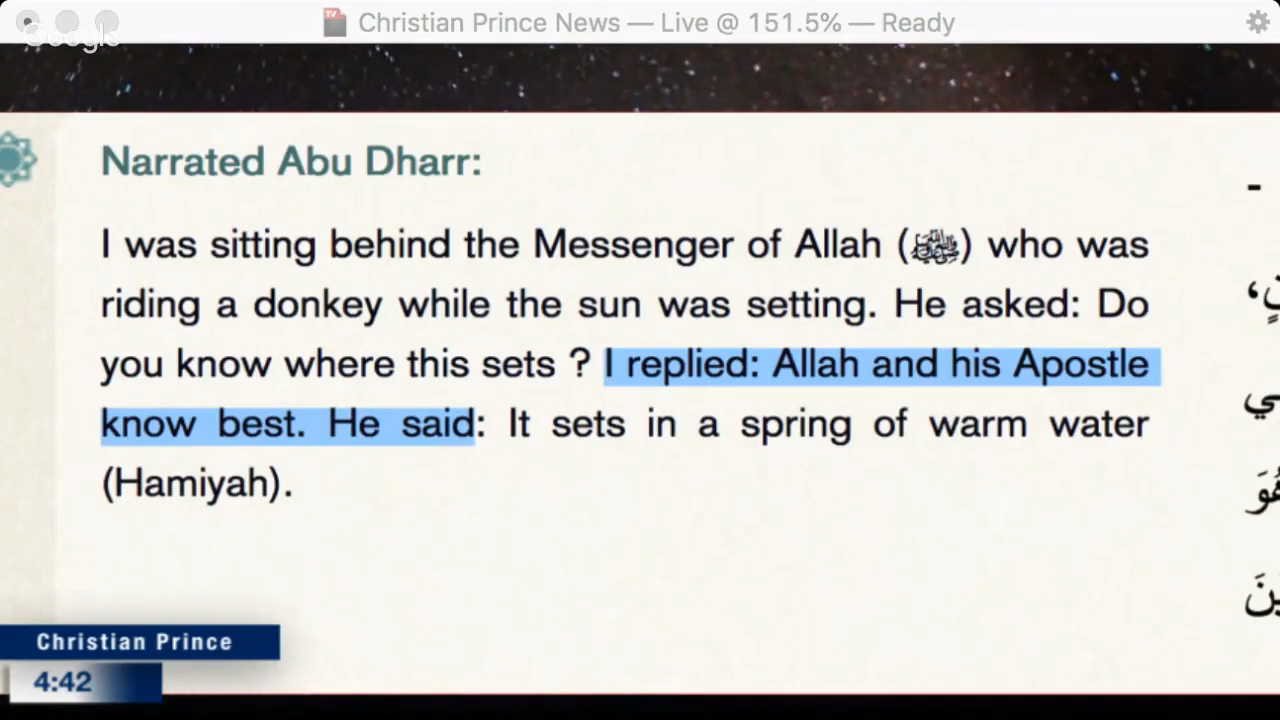 Christian Prince News — Live @ 151.5% — Ready
Google
Narrated Abu Dharr:
I was sitting behind the Messenger of Allah (ﷺ) who was
riding a donkey while the sun was setting. He asked: Do
you know where this sets ? I replied: Allah and his Apostle
know best. He said: It sets in a spring of warm water
(Hamiyah).
Christian Prince
4:42